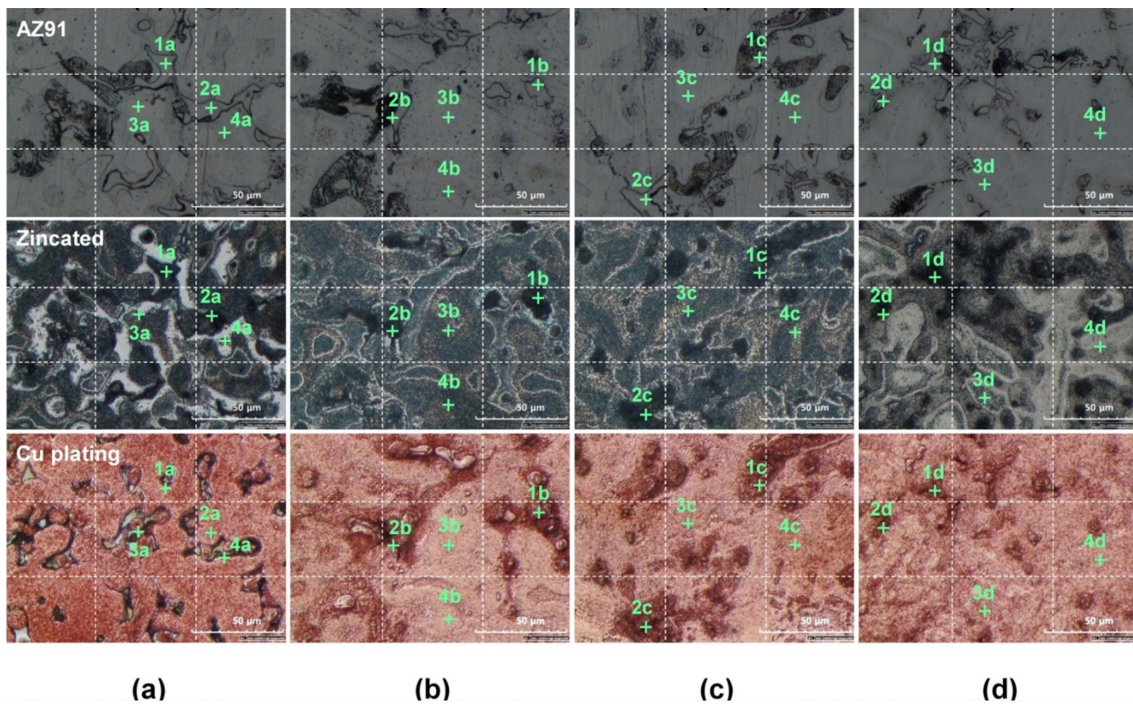 AZ91
1a
2a
3a
4a
50 µm
1b
2b
3b
4b
50 µm
1c
3c
4c
2c
50 µm
1d
2d
4d
3d
50 µm
Zincated
1a
2a
3a
4a
50 µm
1b
2b
3b
4b
50 µm
1c
3c
4c
2c
50 µm
1d
2d
4d
3d
50 µm
Cu plating
1a
2a
3a
4a
50 µm
1b
2b
3b
4b
50 µm
1c
3c
4c
2c
50 µm
1d
2d
4d
3d
50 µm
(a) (b) (c) (d)